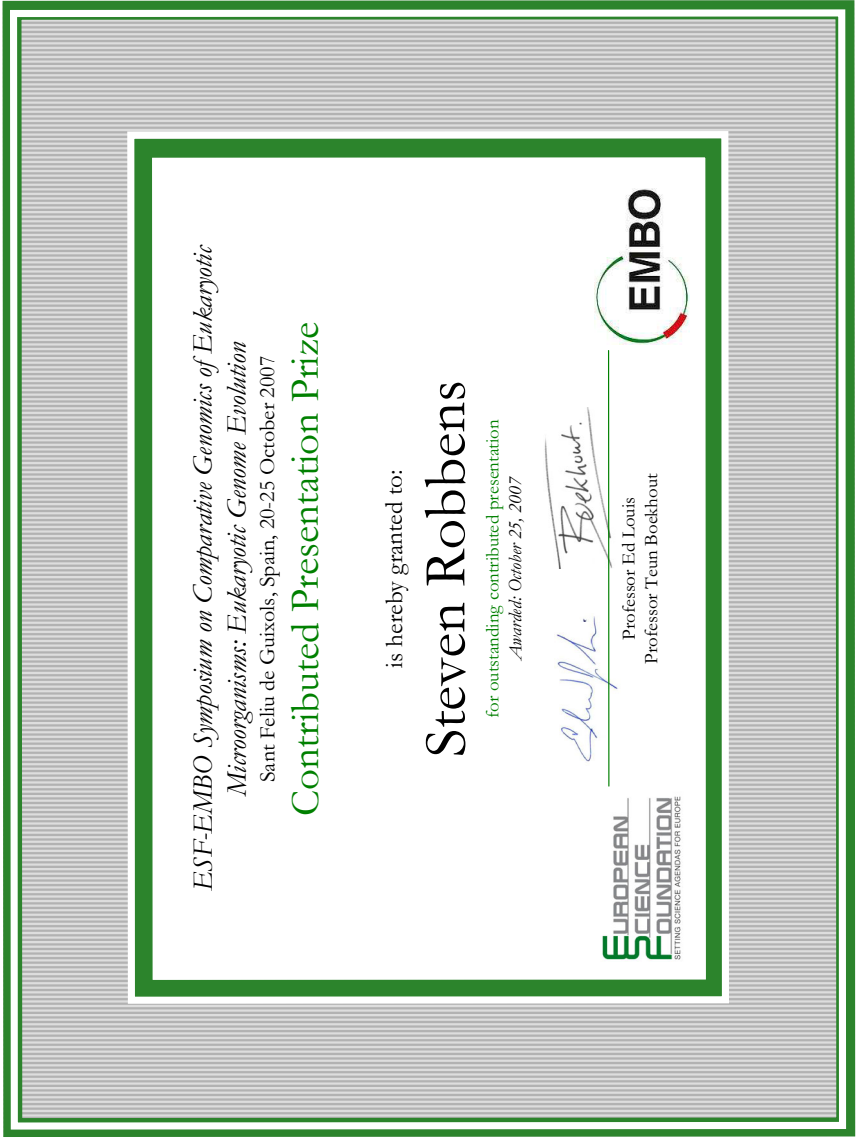 ESF-EMBO Symposium on Comparative Genomics of Eukaryotic
Microorganisms: Eukaryotic Genome Evolution
Sant Feliu de Guixols, Spain, 20-25 October 2007
Contributed Presentation Prize
is hereby granted to:
Steven Robbens
for outstanding contributed presentation
Awarded: October 25, 2007
Boekhout.
Professor Ed Louis
Professor Teun Boekhout
EUROPEAN
SCIENCE
FOUNDATION
SETTING SCIENCE AGENDAS FOR EUROPE
EMBO